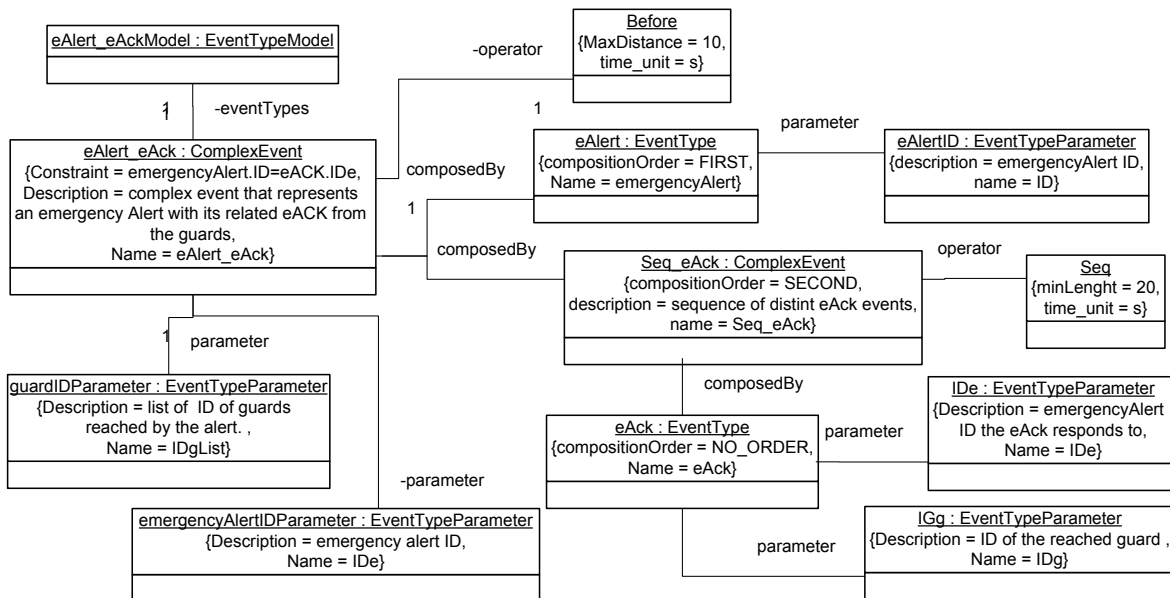 eAlert_eAckModel : EventTypeModel
Before
{MaxDistance = 10,
time_unit = s}
-operator
1
1
-eventTypes
1
eAlert_eAck : ComplexEvent
{Constraint = emergencyAlert.ID=eACK.IDe,
Description = complex event that represents
an emergency Alert with its related eACK from
the guards,
Name = eAlert_eAck}
composedBy
1
composedBy
eAlert : EventType
{compositionOrder = FIRST,
Name = emergencyAlert}
parameter
eAlertID : EventTypeParameter
{description = emergencyAlert ID,
name = ID}
Seq_eAck : ComplexEvent
{compositionOrder = SECOND,
description = sequence of distint eAck events,
name = Seq_eAck}
operator
Seq
{minLenght = 20,
time_unit = s}
1
parameter
guardIDParameter : EventTypeParameter
{Description = list of  ID of guards
reached by the alert. ,
Name = IDgList}
composedBy
eAck : EventType
{compositionOrder = NO_ORDER,
Name = eAck}
parameter
IDe : EventTypeParameter
{Description = emergencyAlert
ID the eAck responds to,
Name = IDe}
-parameter
emergencyAlertIDParameter : EventTypeParameter
{Description = emergency alert ID,
Name = IDe}
parameter
IGg : EventTypeParameter
{Description = ID of the reached guard ,
Name = IDg}